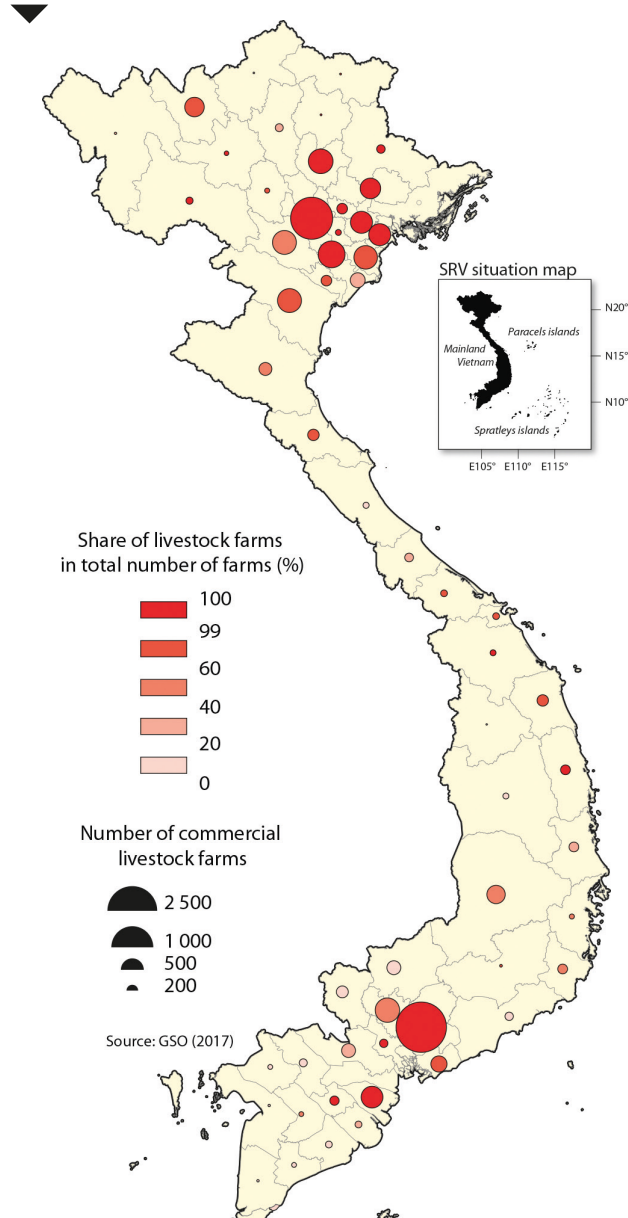 SRV situation map
N20°
Paracels islands
Mainland
Vietnam
N15°
N10°
Spratleys islands
E105° E110° E115°
Share of livestock farms
in total number of farms (%)
100
99
60
40
20
0
Number of commercial
livestock farms
2 500
1 000
500
200
Source: GSO (2017)